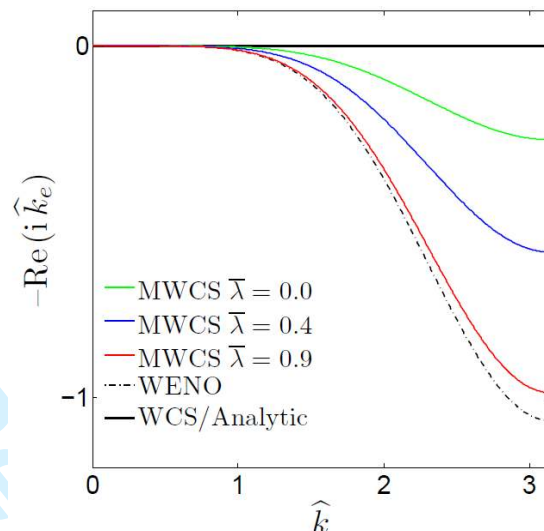 0
−Re(i k̂ₑ)
MWCS λ̅ = 0.0
MWCS λ̅ = 0.4
MWCS λ̅ = 0.9
WENO
−1
WCS/Analytic
0 1 2 3
k̂